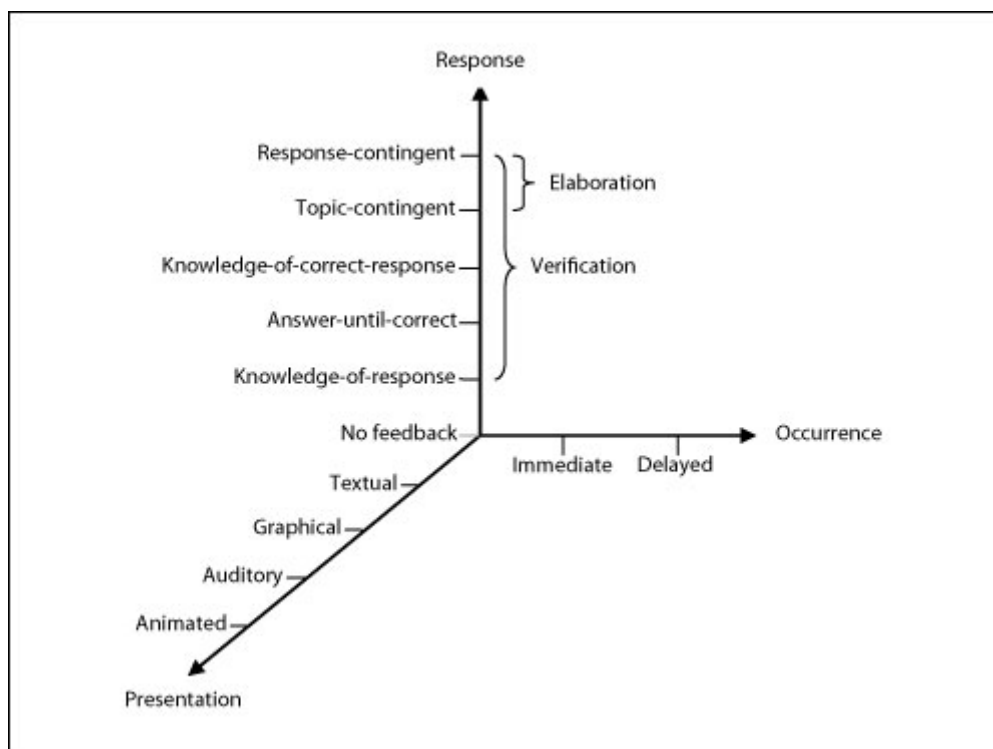 Response
Response-contingent
Elaboration
Topic-contingent
Knowledge-of-correct-response
Verification
Answer-until-correct
Knowledge-of-response
No feedback
Occurrence
Immediate
Delayed
Textual
Graphical
Auditory
Animated
Presentation